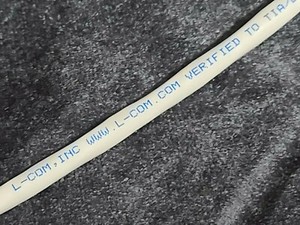 L-COM, INC WWW.L-COM.COM VERIFIED TO TIA/